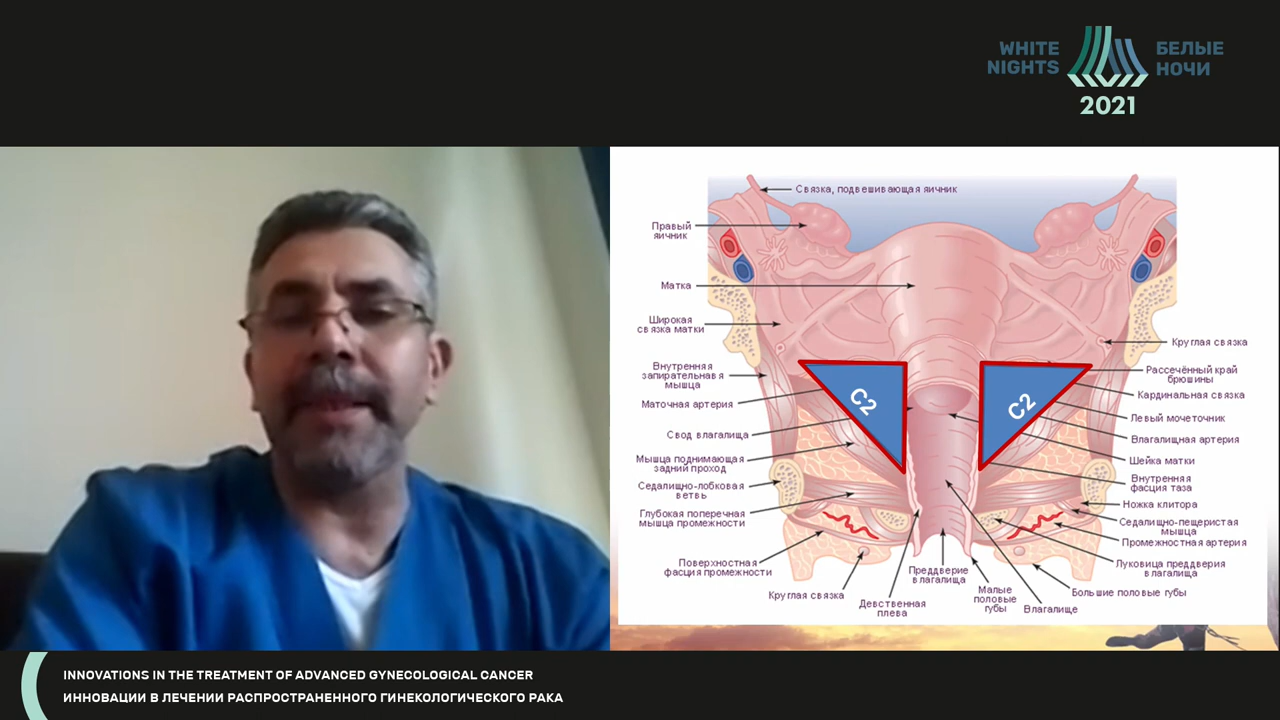 WHITE
NIGHTS
БЕЛЫЕ
НОЧИ
2021
Связка, подвешивающая яичник
Правый
яичник
Матка
Широкая
связка матки
Внутренняя
запирательная
мышца
Маточная артерия
Свод влагалища
Мышца поднимающая
задний проход
Седалищно-лобковая
ветвь
Глубокая поперечная
мышца промежности
Поверхностная
фасция промежности
Круглая связка
Девственная
плева
Преддверие
влагалища
Малые
половые
губы
Влагалище
C2
C2
Круглая связка
Рассечённый край
брюшины
Кардинальная связка
Левый мочеточник
Влагалищная артерия
Шейка матки
Внутренняя
фасция таза
Ножка клитора
Седалищно-пещеристая
мышца
Промежностная артерия
Луковица преддверия
влагалища
Большие половые губы
INNOVATIONS IN THE TREATMENT OF ADVANCED GYNECOLOGICAL CANCER
ИННОВАЦИИ В ЛЕЧЕНИИ РАСПРОСТРАНЕННОГО ГИНЕКОЛОГИЧЕСКОГО РАКА